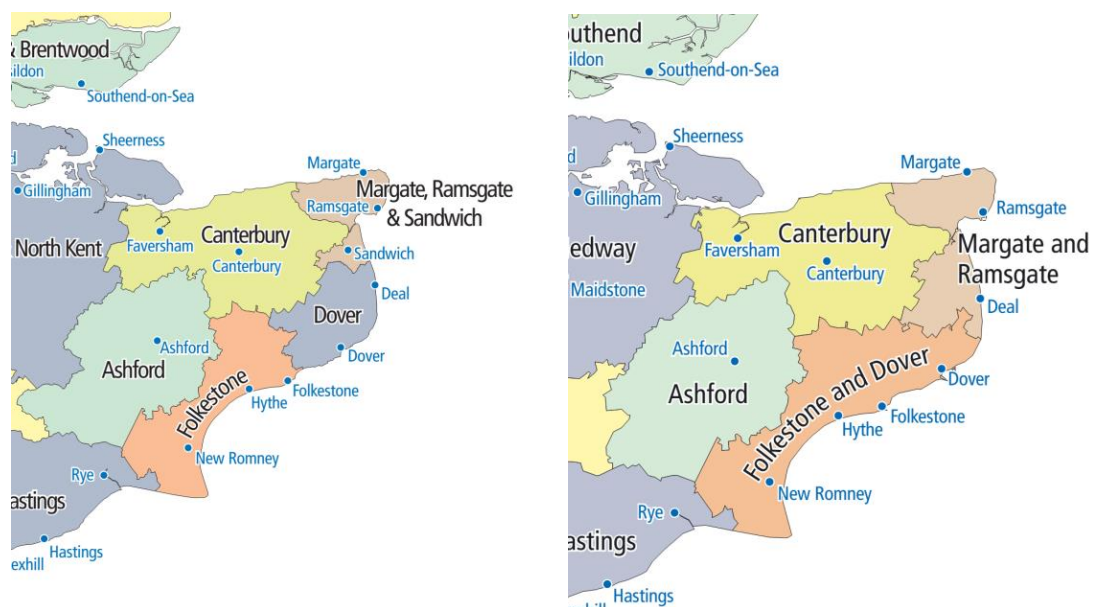 & Brentwood
sildon
Southend-on-Sea
Sheerness
d
Gillingham
Margate
Margate, Ramsgate
& Sandwich
Ramsgate
North Kent
Faversham
Canterbury
Canterbury
Sandwich
Deal
Dover
Dover
Ashford
Ashford
Folkestone
Folkestone
Hythe
New Romney
Rye
astings
Hastings
exhill
outhend
ildon
Southend-on-Sea
Sheerness
d
Gillingham
Margate
Ramsgate
Margate and
Ramsgate
edway
Maidstone
Faversham
Canterbury
Canterbury
Deal
Ashford
Ashford
Folkestone and Dover
Dover
Folkestone
Hythe
New Romney
Rye
astings
Hastings